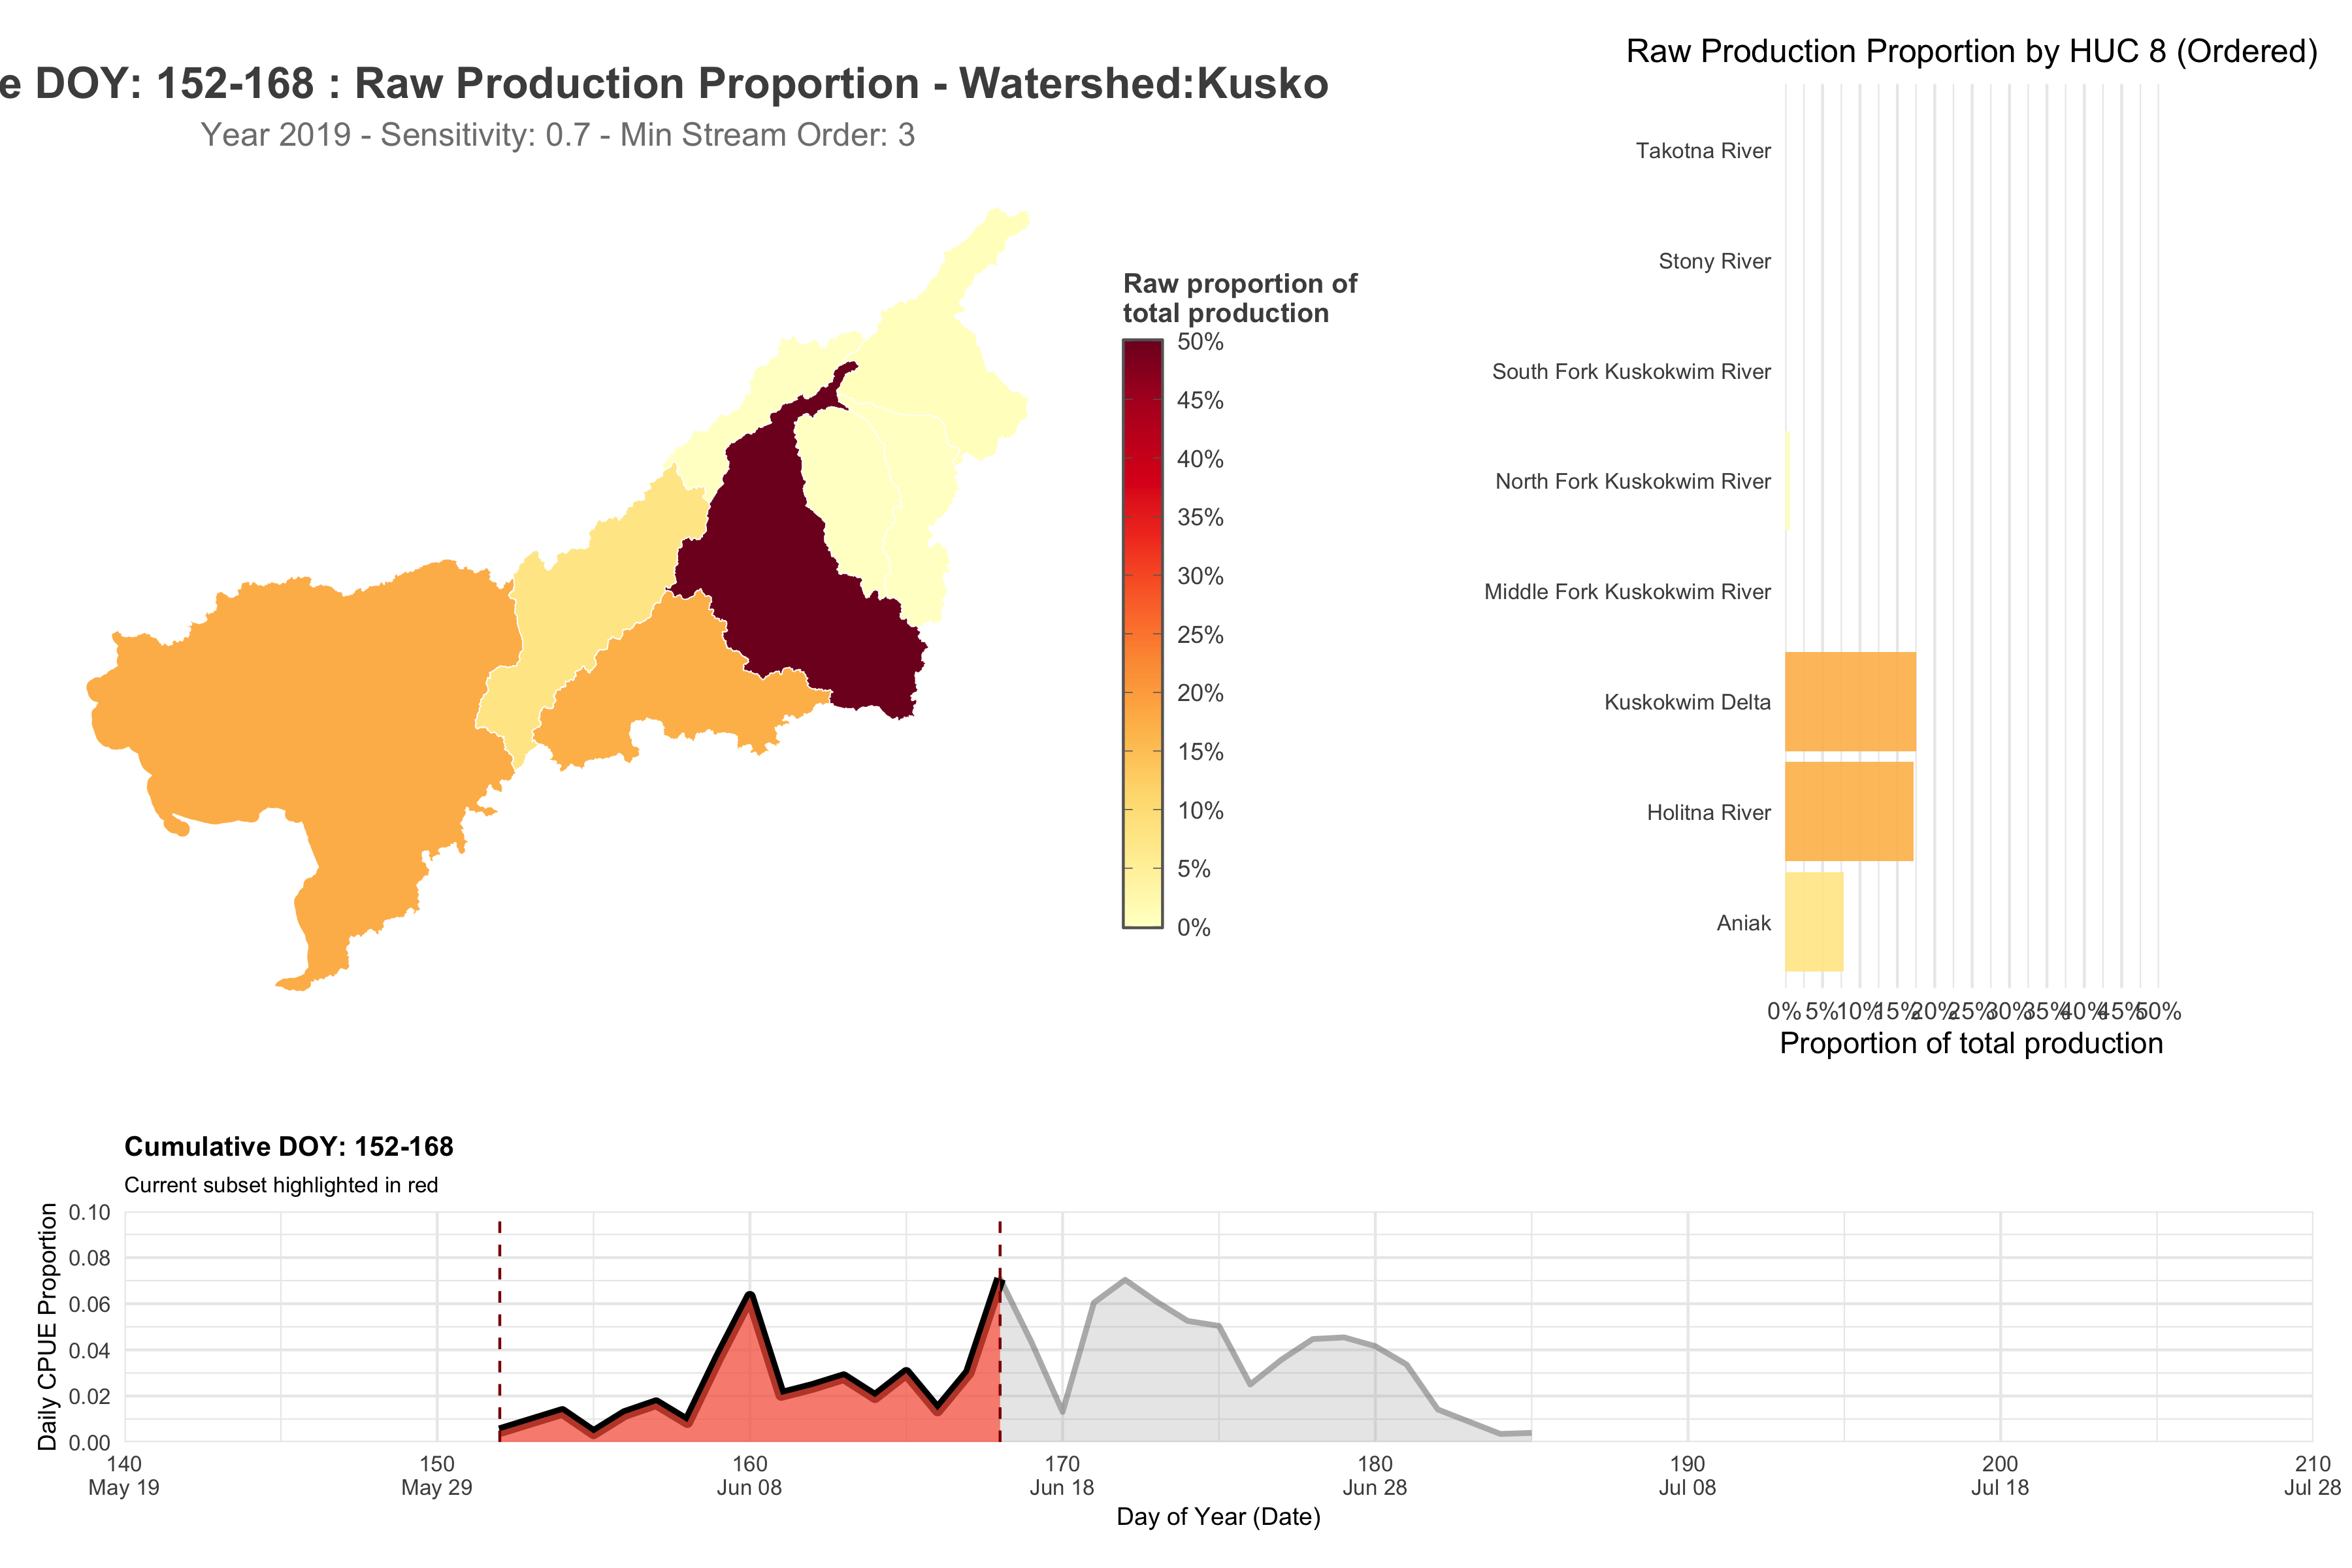 e DOY: 152-168 : Raw Production Proportion - Watershed:Kusko
Year 2019 - Sensitivity: 0.7 - Min Stream Order: 3
Raw proportion of
total production
50%
45%
40%
35%
30%
25%
20%
15%
10%
5%
0%
Raw Production Proportion by HUC 8 (Ordered)
Takotna River
Stony River
South Fork Kuskokwim River
North Fork Kuskokwim River
Middle Fork Kuskokwim River
Kuskokwim Delta
Holitna River
Aniak
0% 5% 10% 15% 20% 25% 30% 35% 40% 45% 50%
Proportion of total production
Cumulative DOY: 152-168
Current subset highlighted in red
Daily CPUE Proportion
0.10
0.08
0.06
0.04
0.02
0.00
140 150 160 170 180 190 200 210
May 19 May 29 Jun 08 Jun 18 Jun 28 Jul 08 Jul 18 Jul 28
Day of Year (Date)